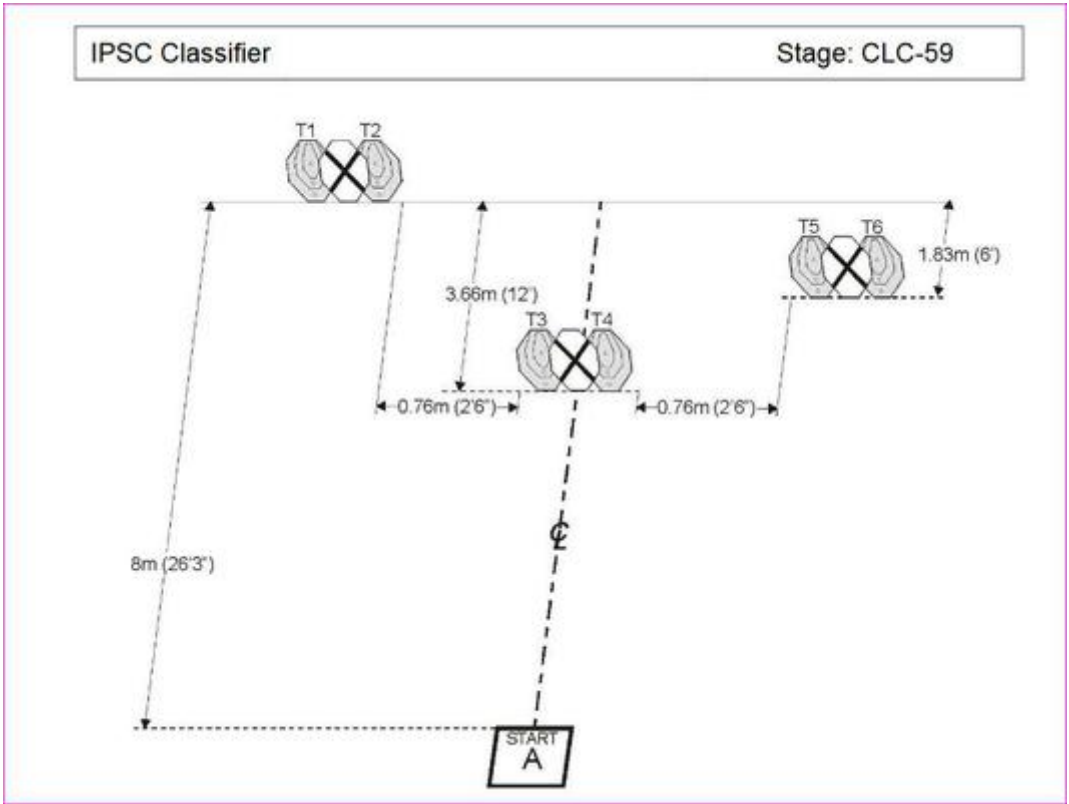 IPSC Classifier
Stage: CLC-59
T1
T2
T5
T6
1.83m (6')
3.66m (12')
T3
T4
0.76m (2'6")
0.76m (2'6")
℄
8m (26'3")
START
A